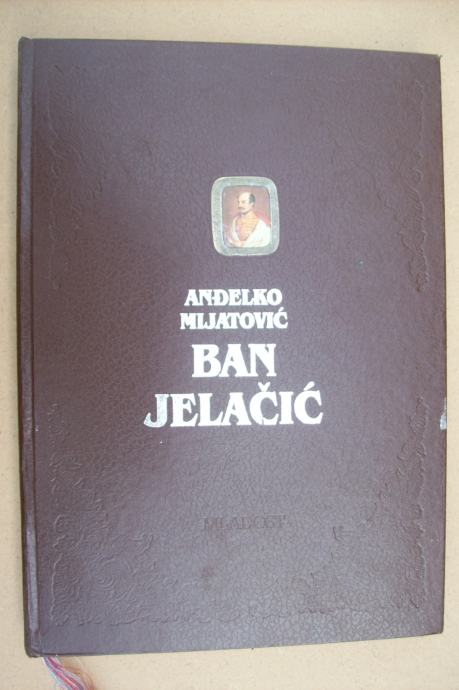 ANĐELKO
MIJATOVIĆ
BAN
JELAČIĆ
MLADOST